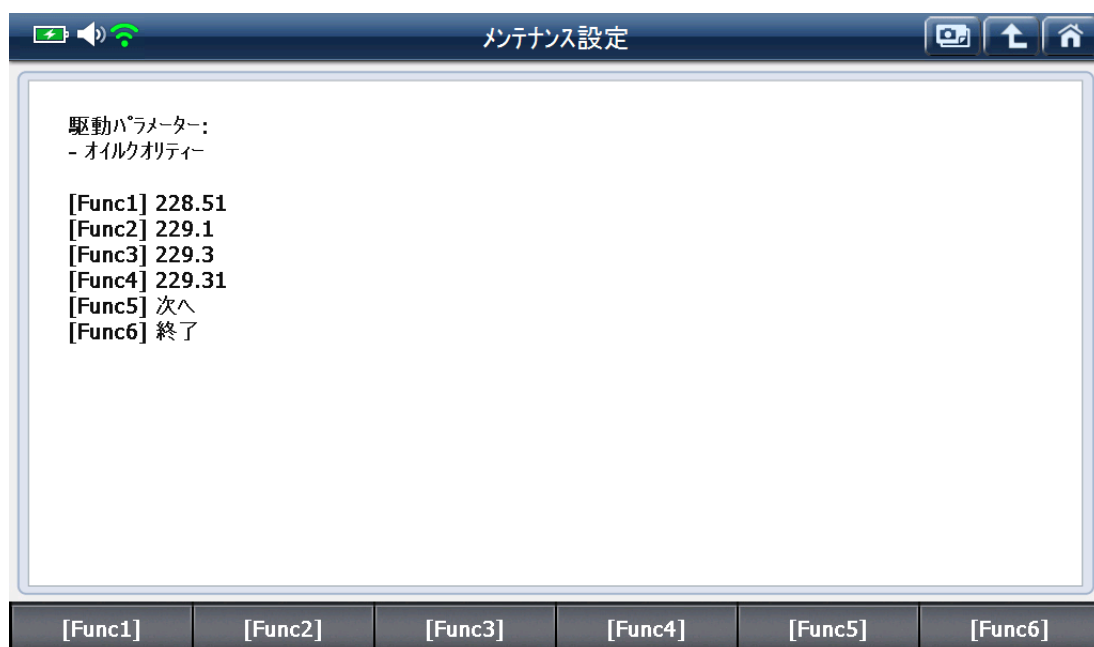 メンテナンス設定
駆動パラメーター:
- オイルクオリティー
[Func1] 228.51
[Func2] 229.1
[Func3] 229.3
[Func4] 229.31
[Func5] 次へ
[Func6] 終了
[Func1] [Func2] [Func3] [Func4] [Func5] [Func6]